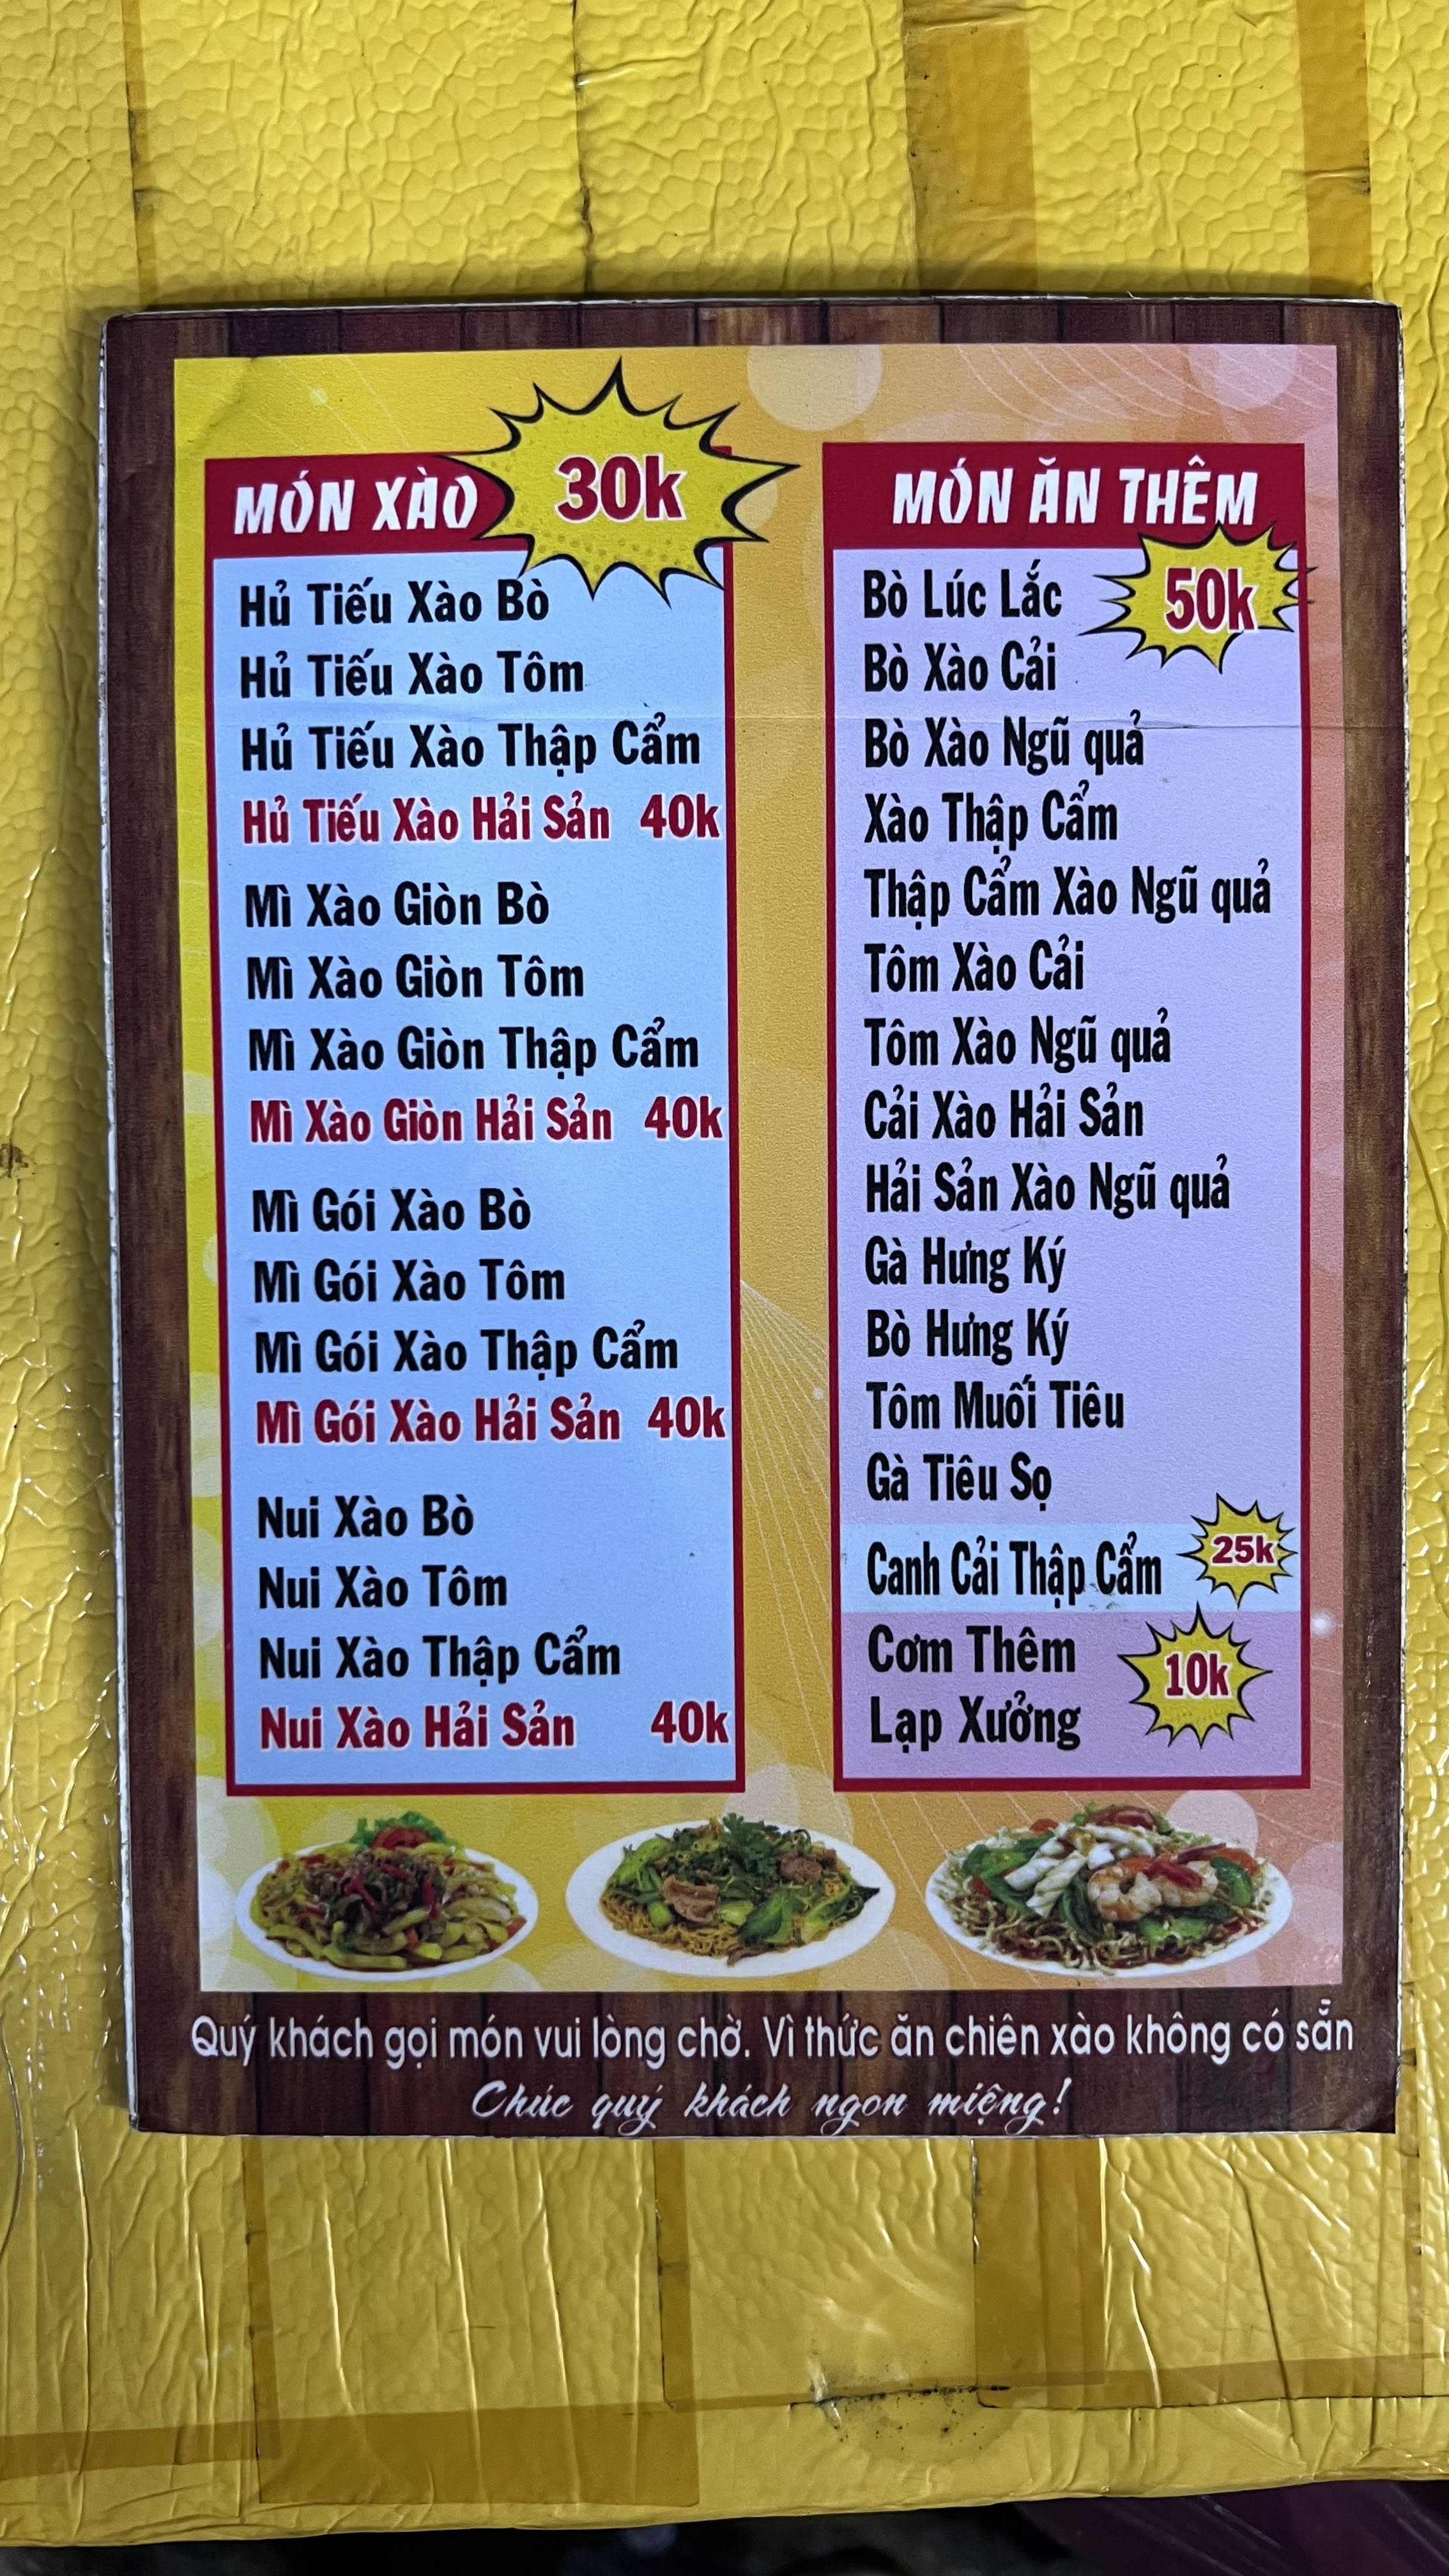 MÓN XÀO 30k
Hủ Tiếu Xào Bò
Hủ Tiếu Xào Tôm
Hủ Tiếu Xào Thập Cẩm
Hủ Tiếu Xào Hải Sản 40k
Mì Xào Giòn Bò
Mì Xào Giòn Tôm
Mì Xào Giòn Thập Cẩm
Mì Xào Giòn Hải Sản 40k
Mì Gói Xào Bò
Mì Gói Xào Tôm
Mì Gói Xào Thập Cẩm
Mì Gói Xào Hải Sản 40k
Nui Xào Bò
Nui Xào Tôm
Nui Xào Thập Cẩm
Nui Xào Hải Sản 40k
MÓN ĂN THÊM
50k
Bò Lúc Lắc
Bò Xào Cải
Bò Xào Ngũ quả
Xào Thập Cẩm
Thập Cẩm Xào Ngũ quả
Tôm Xào Cải
Tôm Xào Ngũ quả
Cải Xào Hải Sản
Hải Sản Xào Ngũ quả
Gà Hưng Ký
Bò Hưng Ký
Tôm Muối Tiêu
Gà Tiêu Sọ
Canh Cải Thập Cẩm 25k
Cơm Thêm
10k
Lạp Xưởng
Quý khách gọi món vui lòng chờ. Vì thức ăn chiên xào không có sẵn
Chúc quý khách ngon miệng!